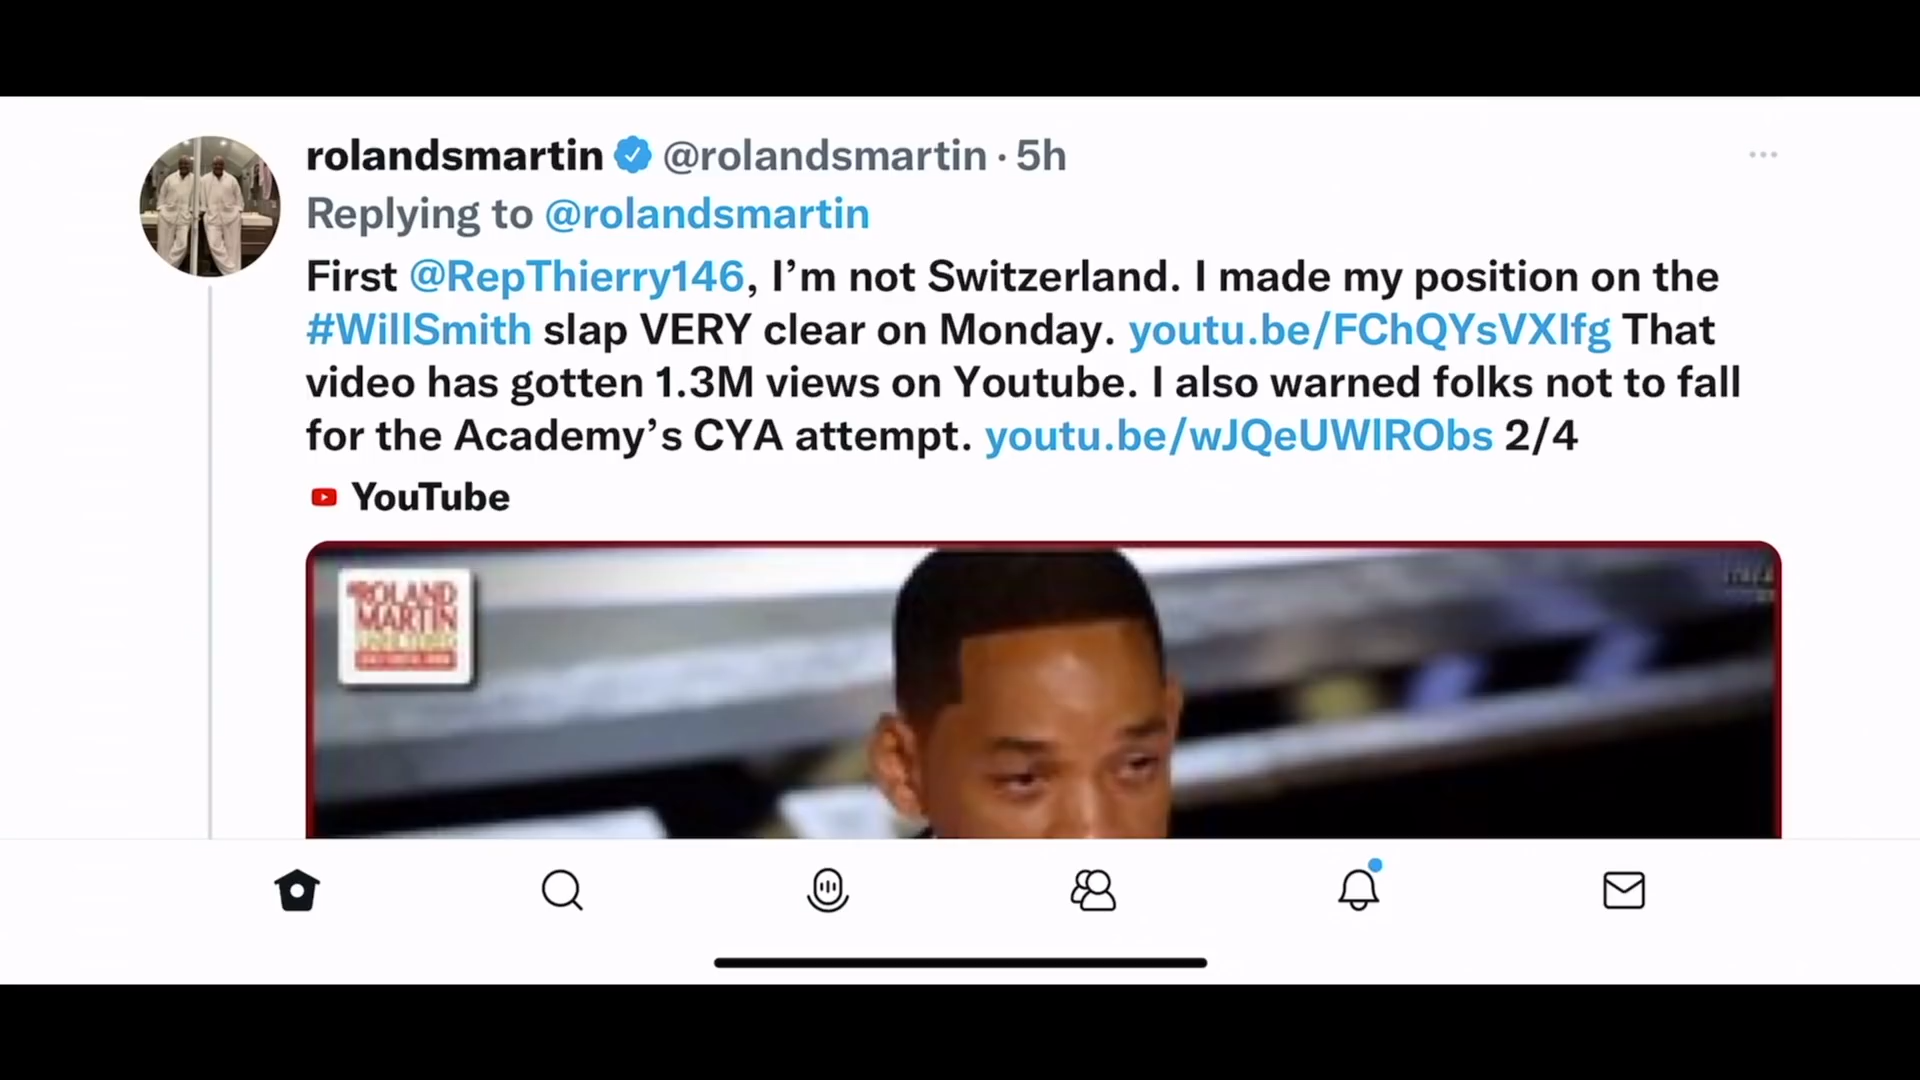 rolandsmartin @rolandsmartin · 5h
Replying to @rolandsmartin
First @RepThierry146, I’m not Switzerland. I made my position on the
#WillSmith slap VERY clear on Monday. youtu.be/FChQYsVXIfg That
video has gotten 1.3M views on Youtube. I also warned folks not to fall
for the Academy’s CYA attempt. youtu.be/wJQeUWlRObs 2/4
YouTube
#ROLAND
MARTIN
UNFILTERED